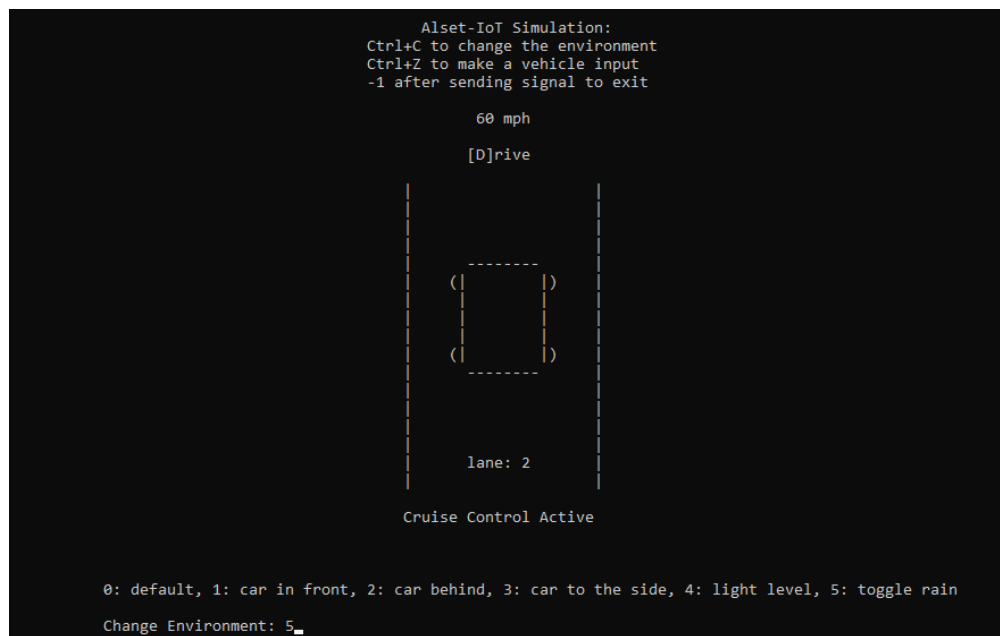 Alset-IoT Simulation:
Ctrl+C to change the environment
Ctrl+Z to make a vehicle input
-1 after sending signal to exit
60 mph
[D]rive
| |
| |
| |
| |
| -------- |
| (| |) |
| | | |
| | | |
| | | |
| (| |) |
| -------- |
| |
| |
| |
| |
| lane: 2 |
| |
Cruise Control Active
0: default, 1: car in front, 2: car behind, 3: car to the side, 4: light level, 5: toggle rain
Change Environment: 5_